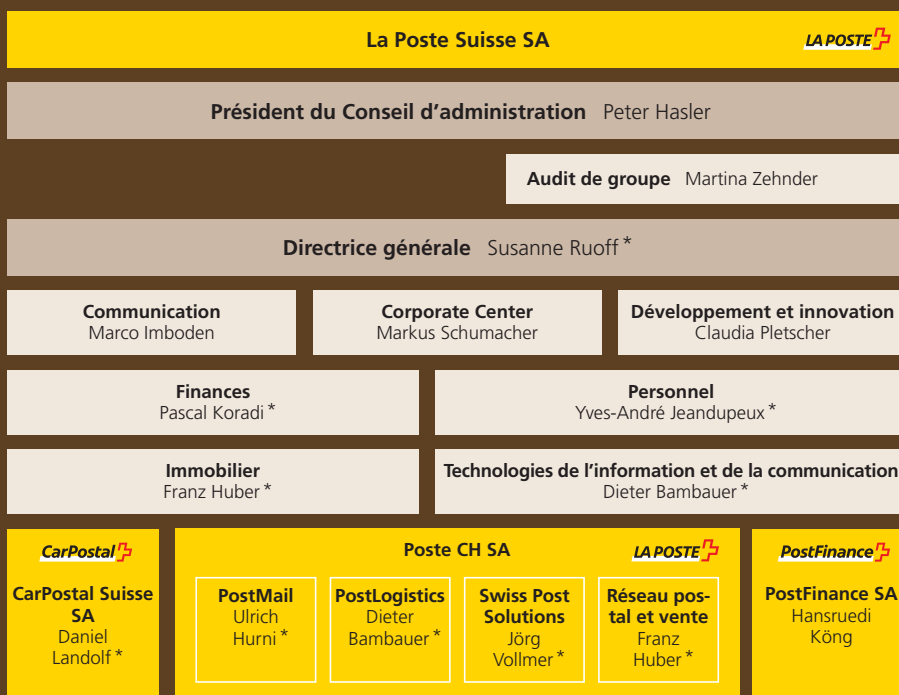 La Poste Suisse SA
LA POSTE
Président du Conseil d'administration Peter Hasler
Audit de groupe Martina Zehnder
Directrice générale Susanne Ruoff *
Communication
Marco Imboden
Corporate Center
Markus Schumacher
Développement et innovation
Claudia Pletscher
Finances
Pascal Koradi *
Personnel
Yves-André Jeandupeux *
Immobilier
Franz Huber *
Technologies de l'information et de la communication
Dieter Bambauer *
CarPostal
CarPostal Suisse
SA
Daniel
Landolf *
Poste CH SA
LA POSTE
PostMail
Ulrich
Hurni *
PostLogistics
Dieter
Bambauer *
Swiss Post
Solutions
Jörg
Vollmer *
Réseau pos-
tal et vente
Franz
Huber *
PostFinance
PostFinance SA
Hansruedi
Köng